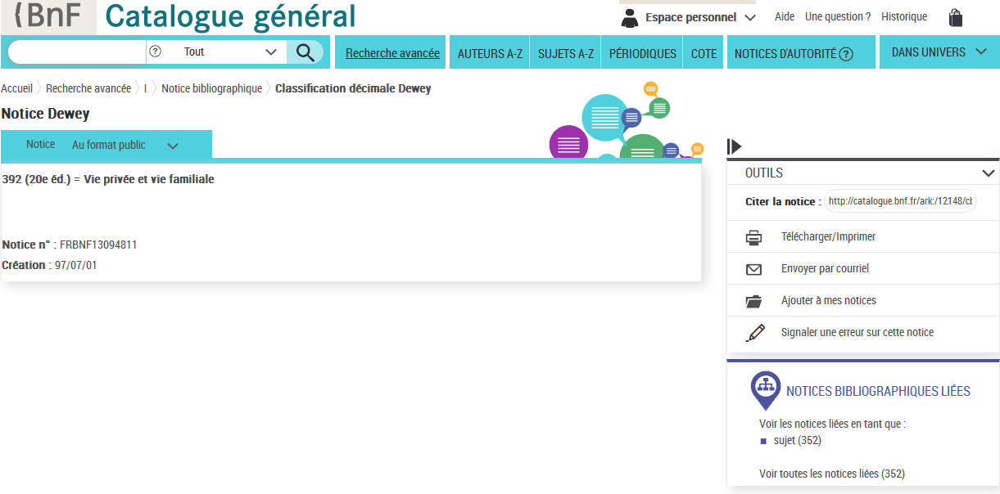 BnF Catalogue général
Espace personnel Aide Une question ? Historique
? Tout Recherche avancée AUTEURS A-Z SUJETS A-Z PÉRIODIQUES COTE NOTICES D'AUTORITÉ ? DANS UNIVERS
Accueil Recherche avancée I. Notice bibliographique Classification décimale Dewey
Notice Dewey
Notice Au format public
392 (20e éd.) = Vie privée et vie familiale
Notice n° : FRBNF13094811
Création : 97/07/01
OUTILS
Citer la notice : http://catalogue.bnf.fr/ark:/12148/cb
Télécharger/Imprimer
Envoyer par courriel
Ajouter à mes notices
Signaler une erreur sur cette notice
NOTICES BIBLIOGRAPHIQUES LIÉES
Voir les notices liées en tant que :
sujet (352)
Voir toutes les notices liées (352)